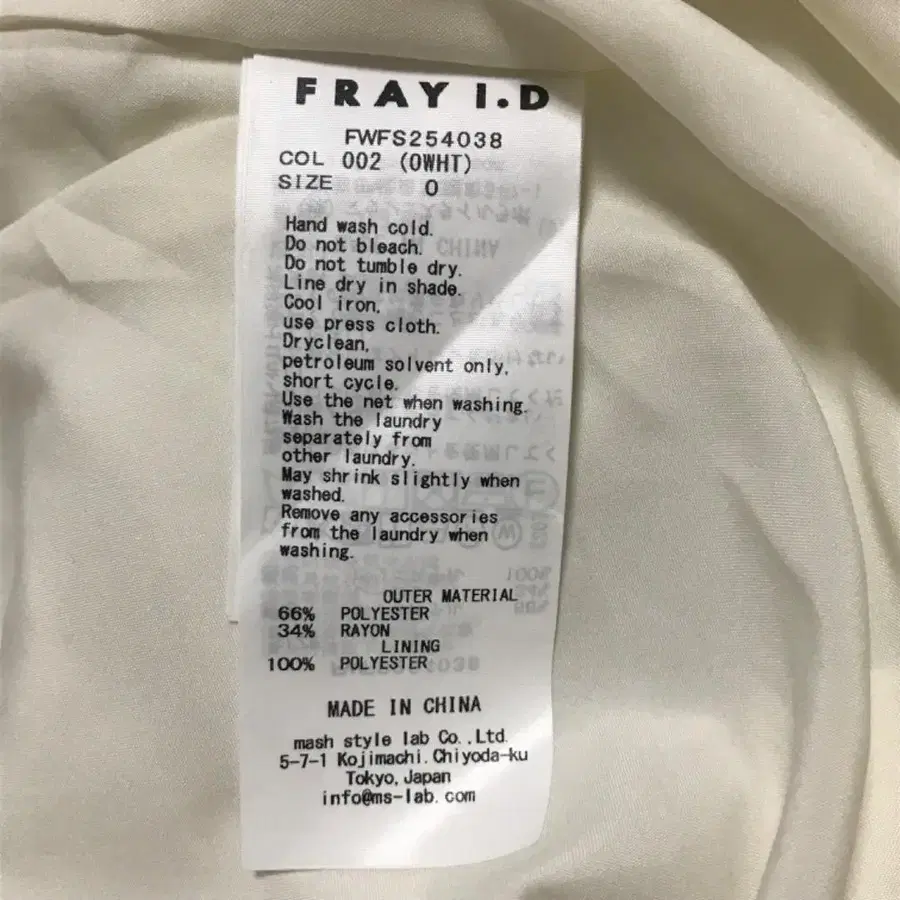 FRAY I.D
FWFS254038
COL 002 (OWHT)
SIZE 0
Hand wash cold.
Do not bleach.
Do not tumble dry.
Line dry in shade.
Cool iron,
use press cloth.
Dryclean,
petroleum solvent only,
short cycle.
Use the net when washing.
Wash the laundry
separately from
other laundry.
May shrink slightly when
washed.
Remove any accessories
from the laundry when
washing.
OUTER MATERIAL
66% POLYESTER
34% RAYON
LINING
100% POLYESTER
MADE IN CHINA
mash style lab Co.,Ltd.
5-7-1 Kojimachi.Chiyoda-ku
Tokyo,Japan
info@ms-lab.com